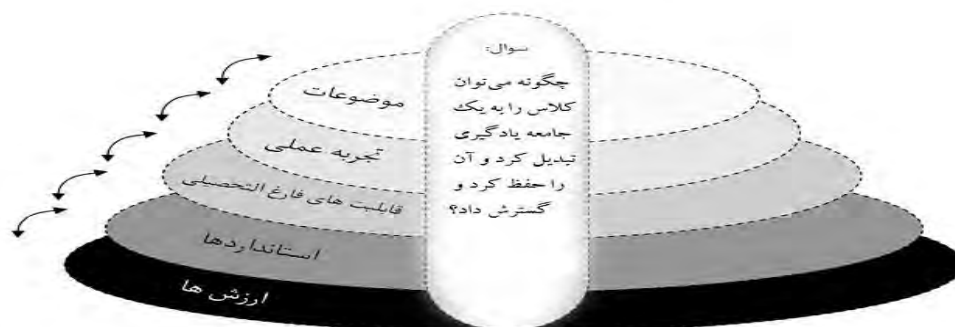 سوال:
چگونه می‌توان
کلاس را به یک
جامعه یادگیری
تبدیل کرد و آن
را حفظ کرد و
گسترش داد؟
موضوعات
تجربه عملی
قابلیت های فارغ التحصیلی
استانداردها
ارزش ها